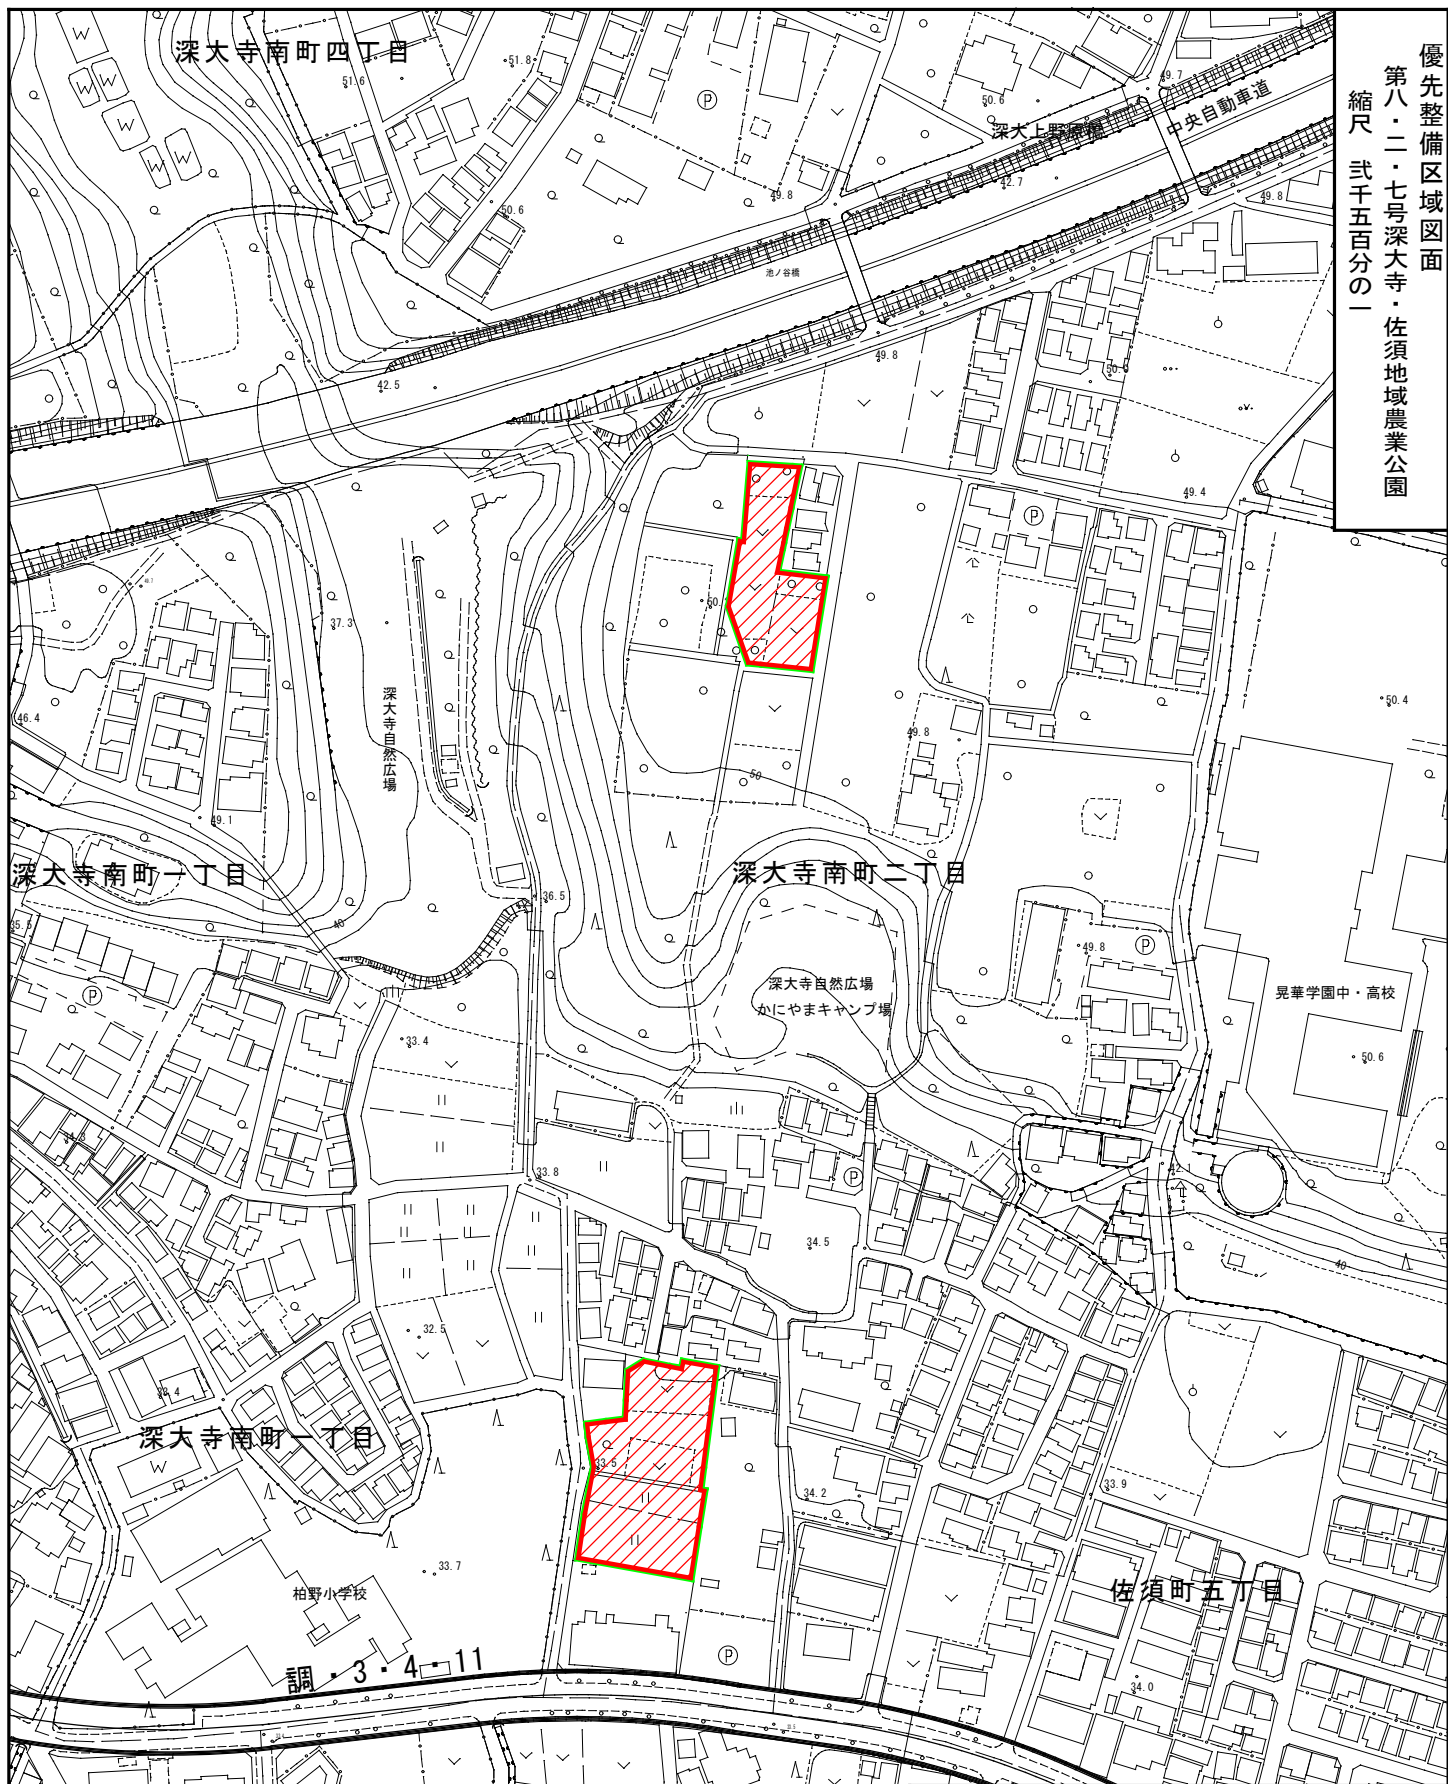 優先整備区域図面
第八・二・七号深大寺・佐須地域農業公園
縮尺　弐千五百分の一
深大寺南町四丁目
51.6
51.8
50.6
49.7
深大上野原橋
中央自動車道
42.7
49.8
49.8
50.6
池ノ谷橋
49.8
42.5
49.4
37.3
46.4
深大寺自然広場
50.4
49.8
50
49.1
深大寺南町一丁目
深大寺南町二丁目
36.5
40
49.8
深大寺自然広場
かにやまキャンプ場
晃華学園中・高校
33.4
50.6
33.8
42.1
34.5
40
32.5
33.4
深大寺南町一丁目
33.5
34.2
33.9
33.7
柏野小学校
佐須町五丁目
調・3・4・11
34.0